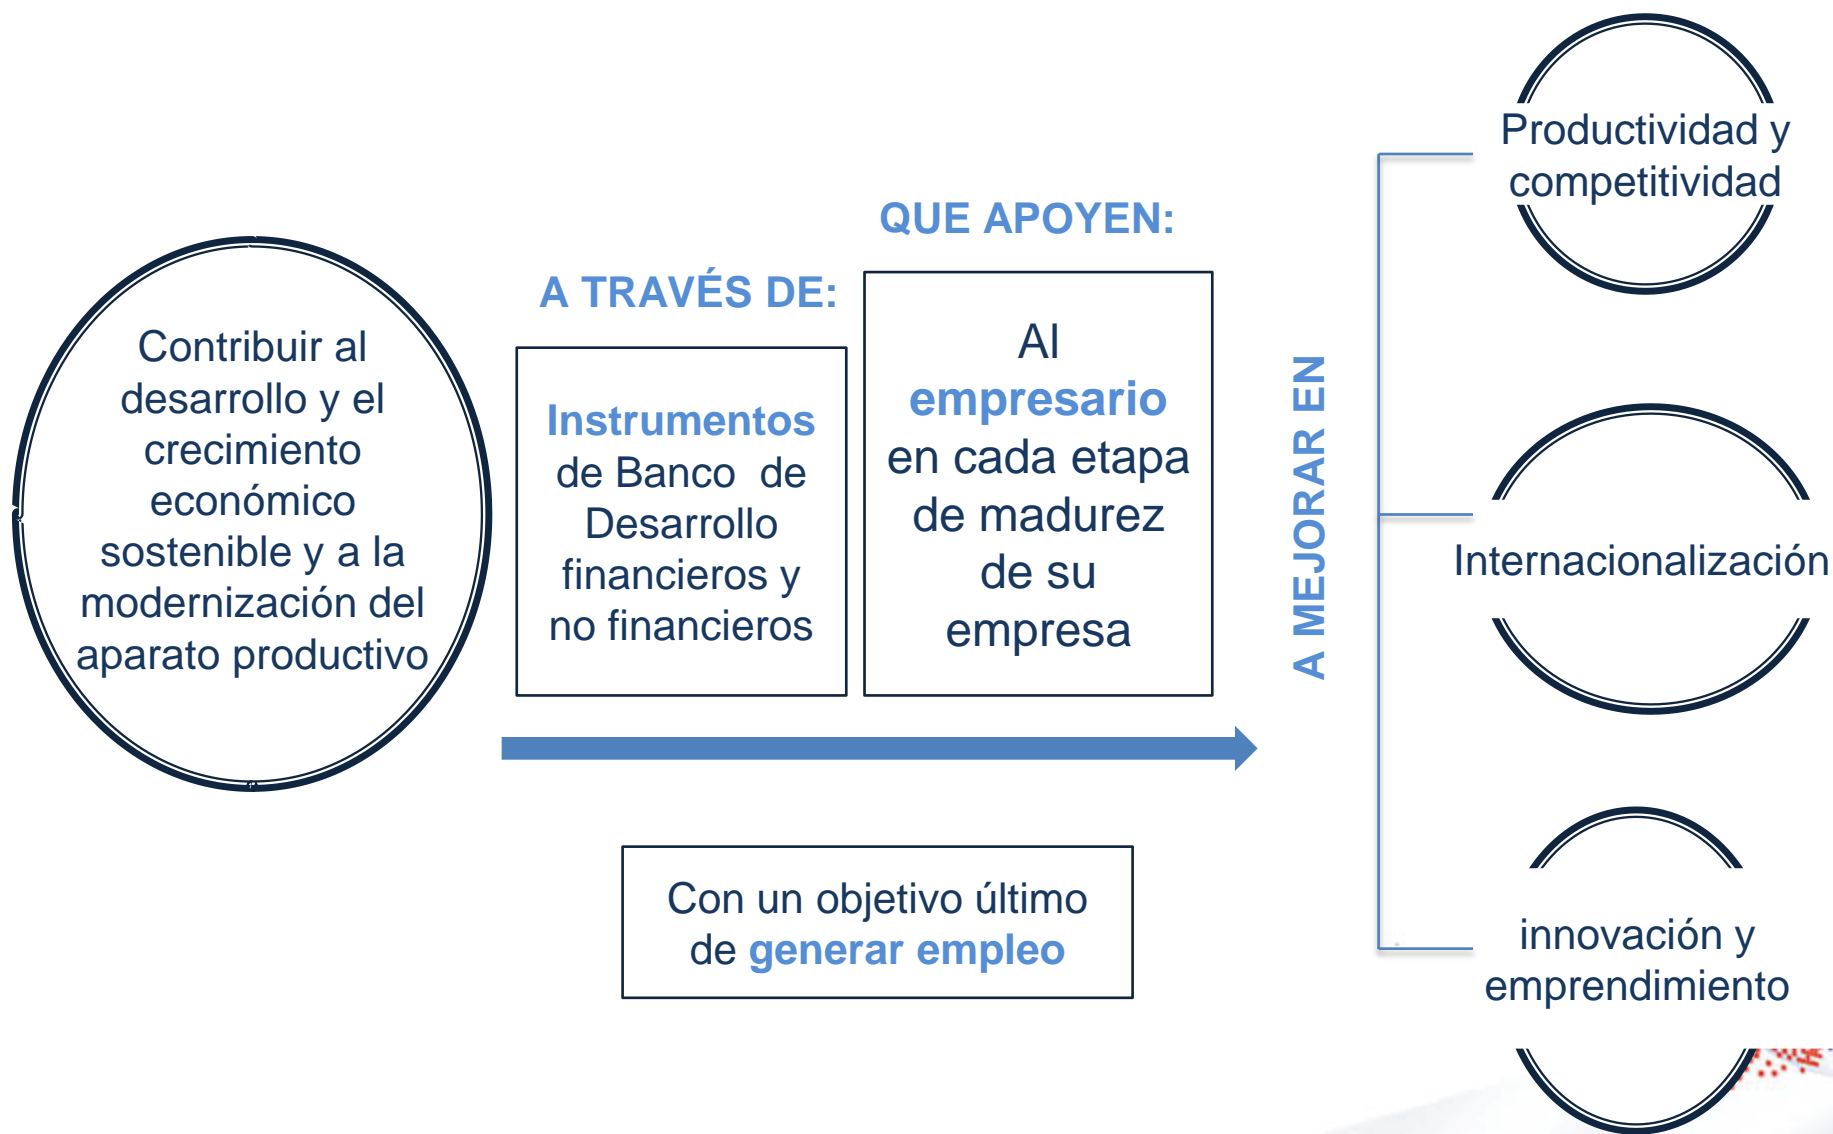 Contribuir al
desarrollo y el
crecimiento
económico
sostenible y a la
modernización del
aparato productivo
A TRAVÉS DE:
Instrumentos
de Banco de
Desarrollo
financieros y
no financieros
QUE APOYEN:
Al
empresario
en cada etapa
de madurez
de su
empresa
A MEJORAR EN
Productividad y
competitividad
Internacionalización
innovación y
emprendimiento
Con un objetivo último
de generar empleo